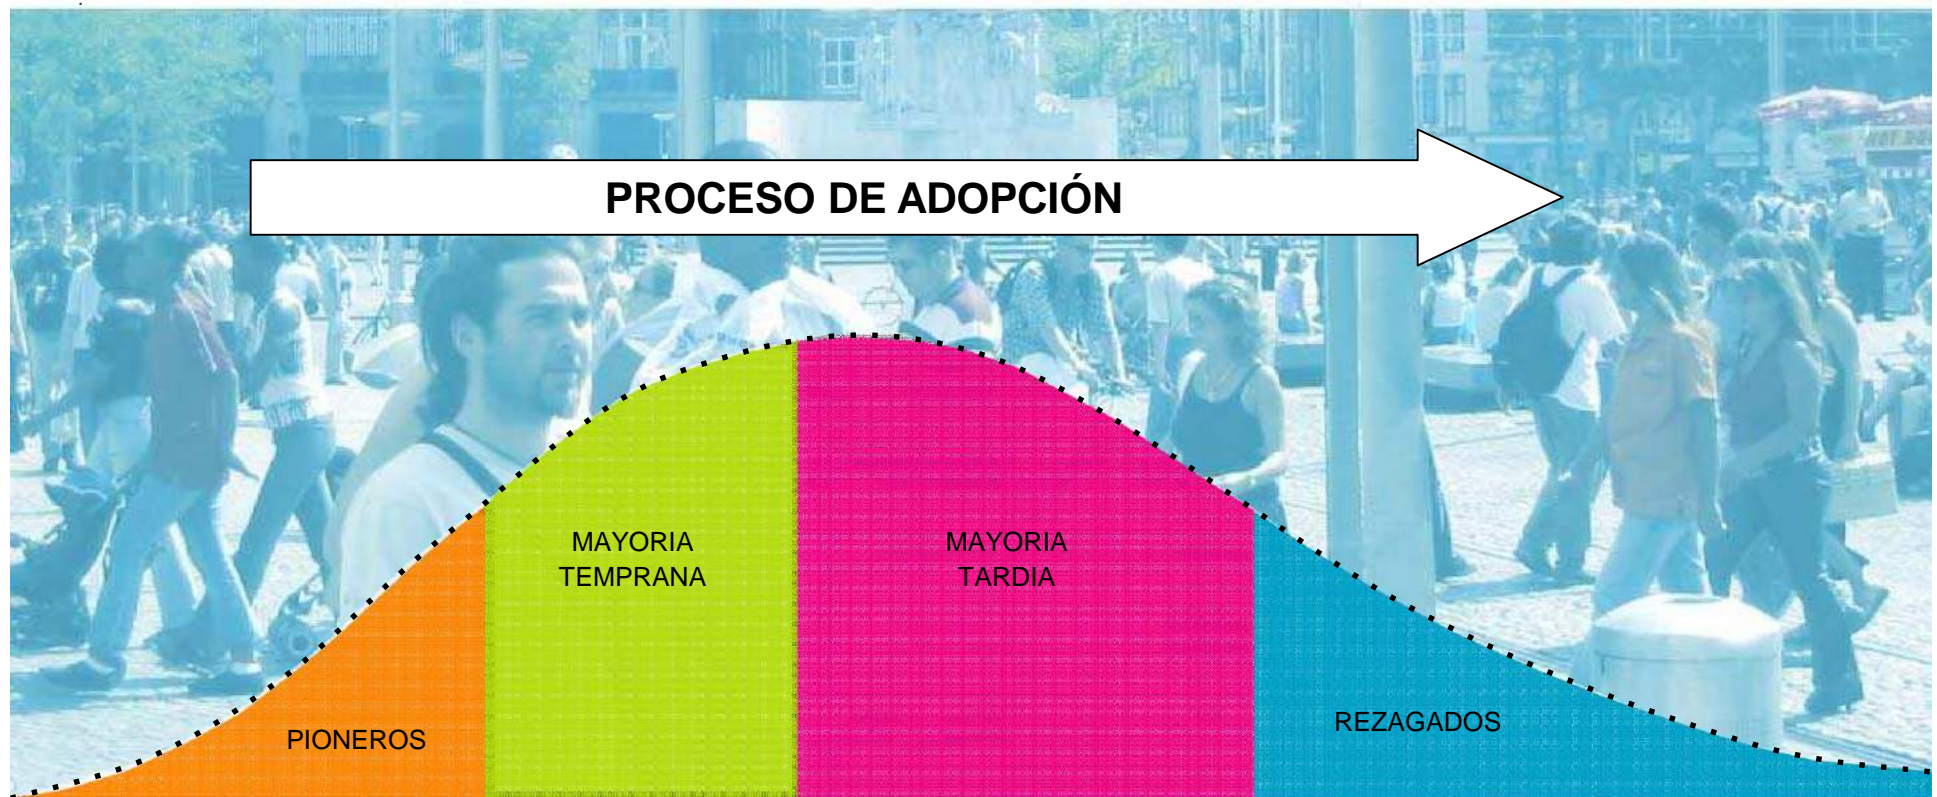 PROCESO DE ADOPCIÓN
MAYORIA
TEMPRANA
MAYORIA
TARDIA
PIONEROS
REZAGADOS